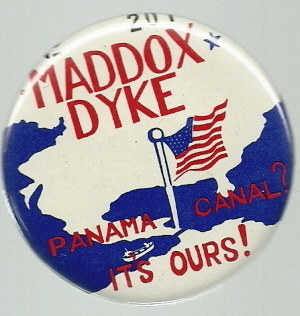 MADDOX
DYKE
PANAMA CANAL?
ITS OURS!